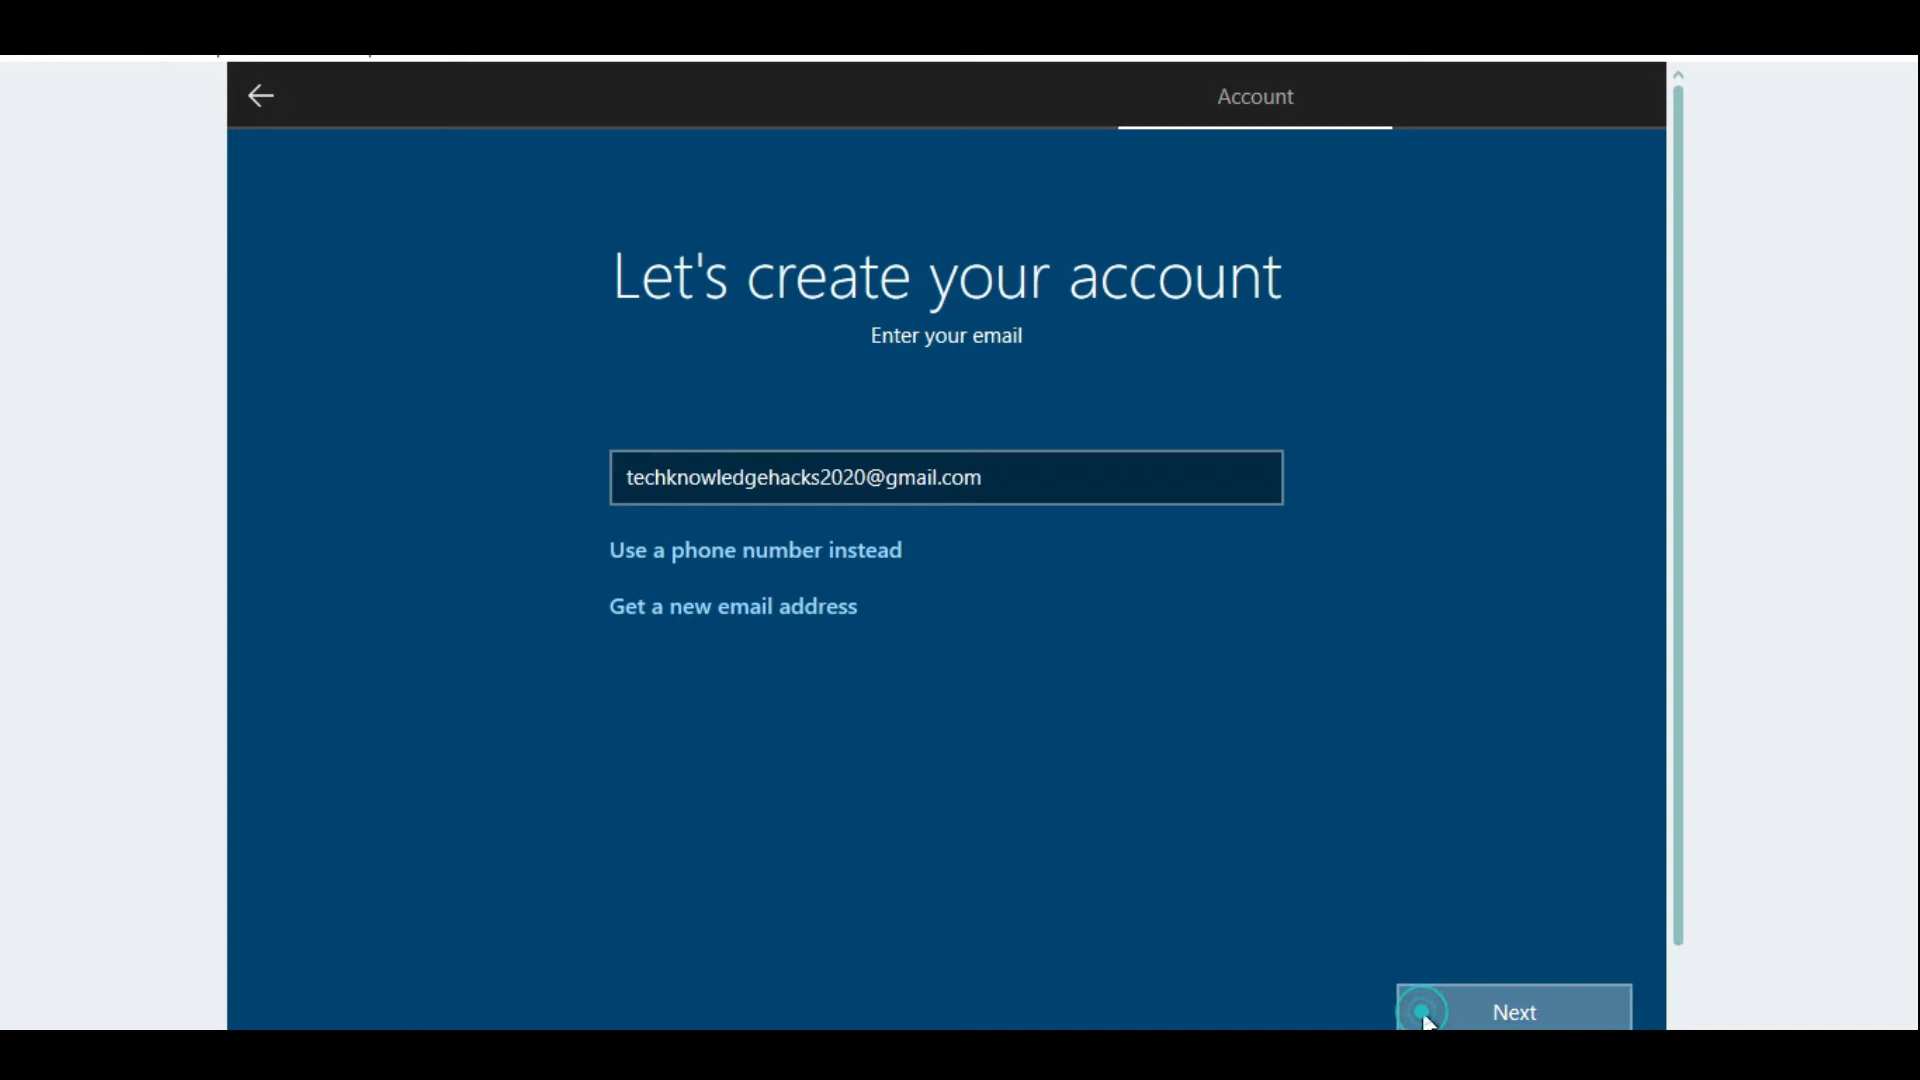 Account
Let's create your account
Enter your email
techknowledgehacks2020@gmail.com
Use a phone number instead
Get a new email address
Next